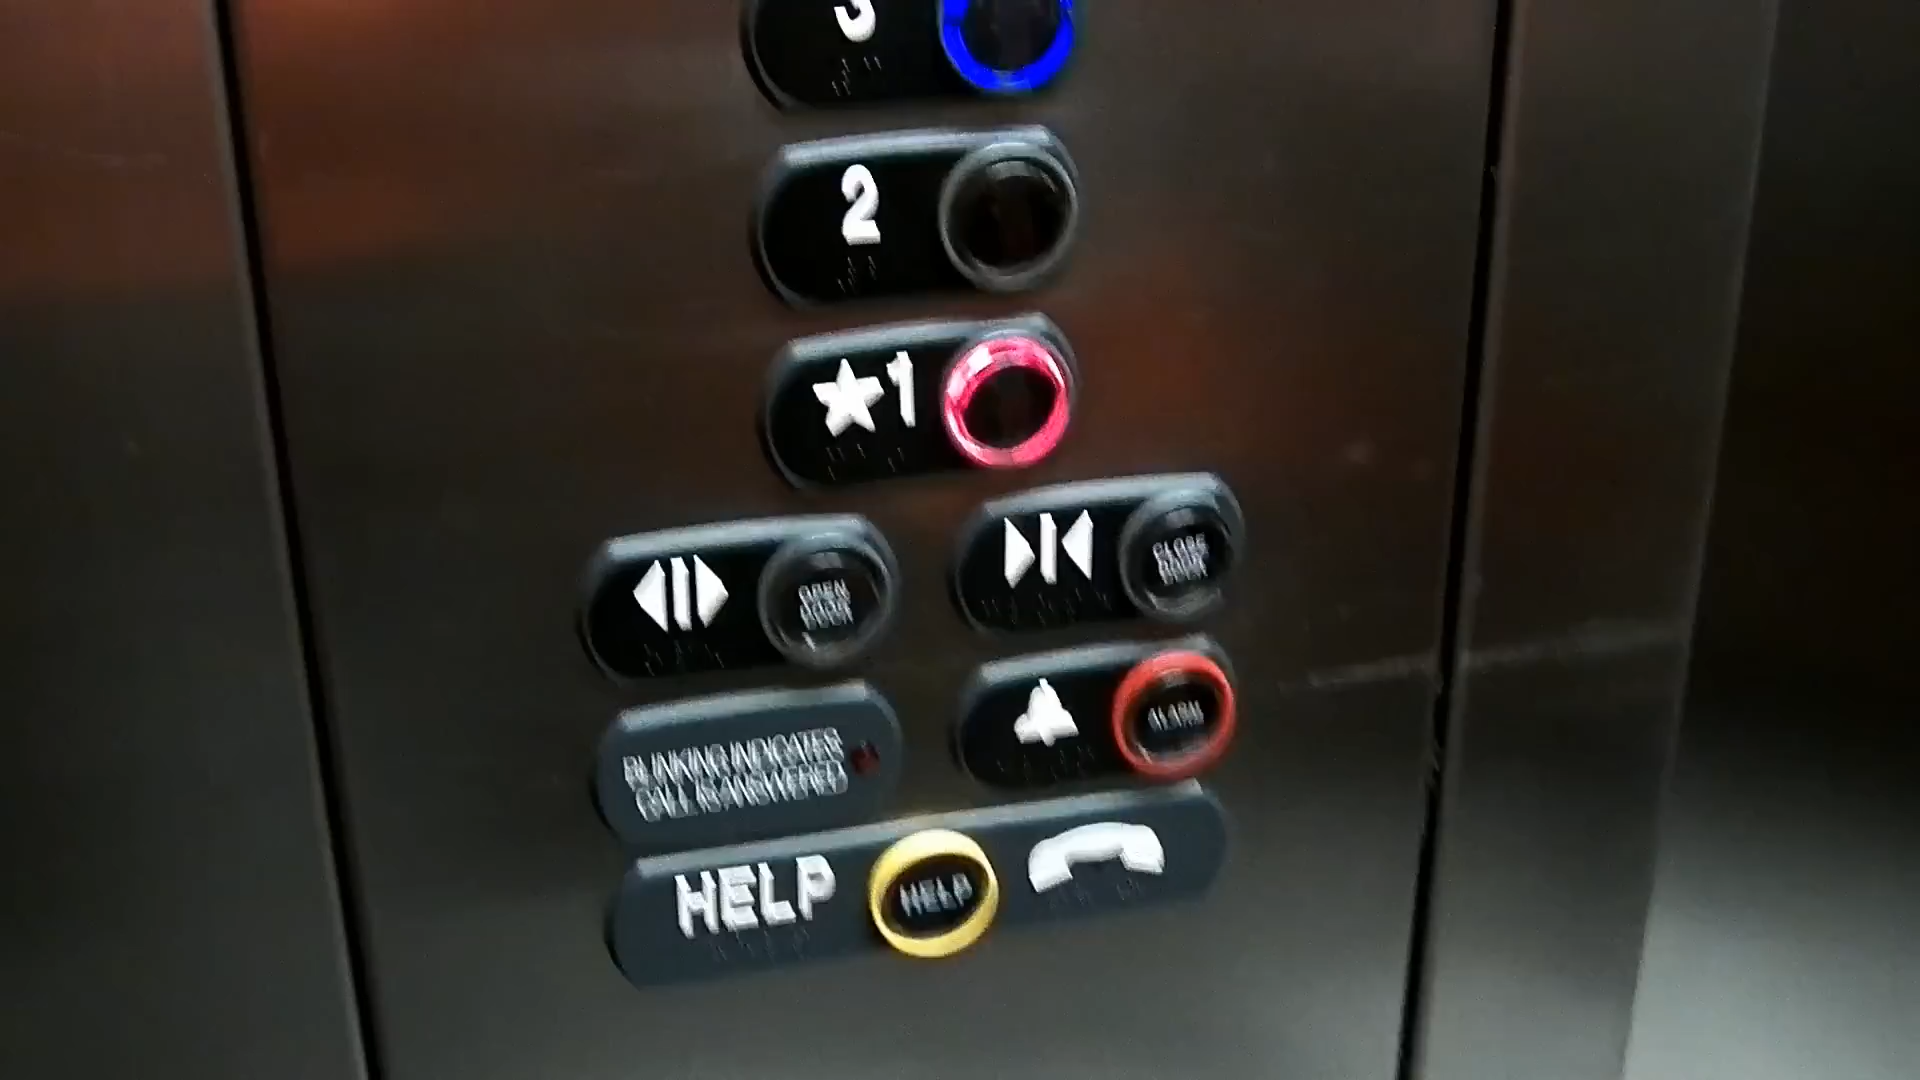 3
2
★1
OPEN
DOOR
CLOSE
DOOR
ALARM
BLINKING INDICATES
CALL IS ANSWERED
HELP
HELP